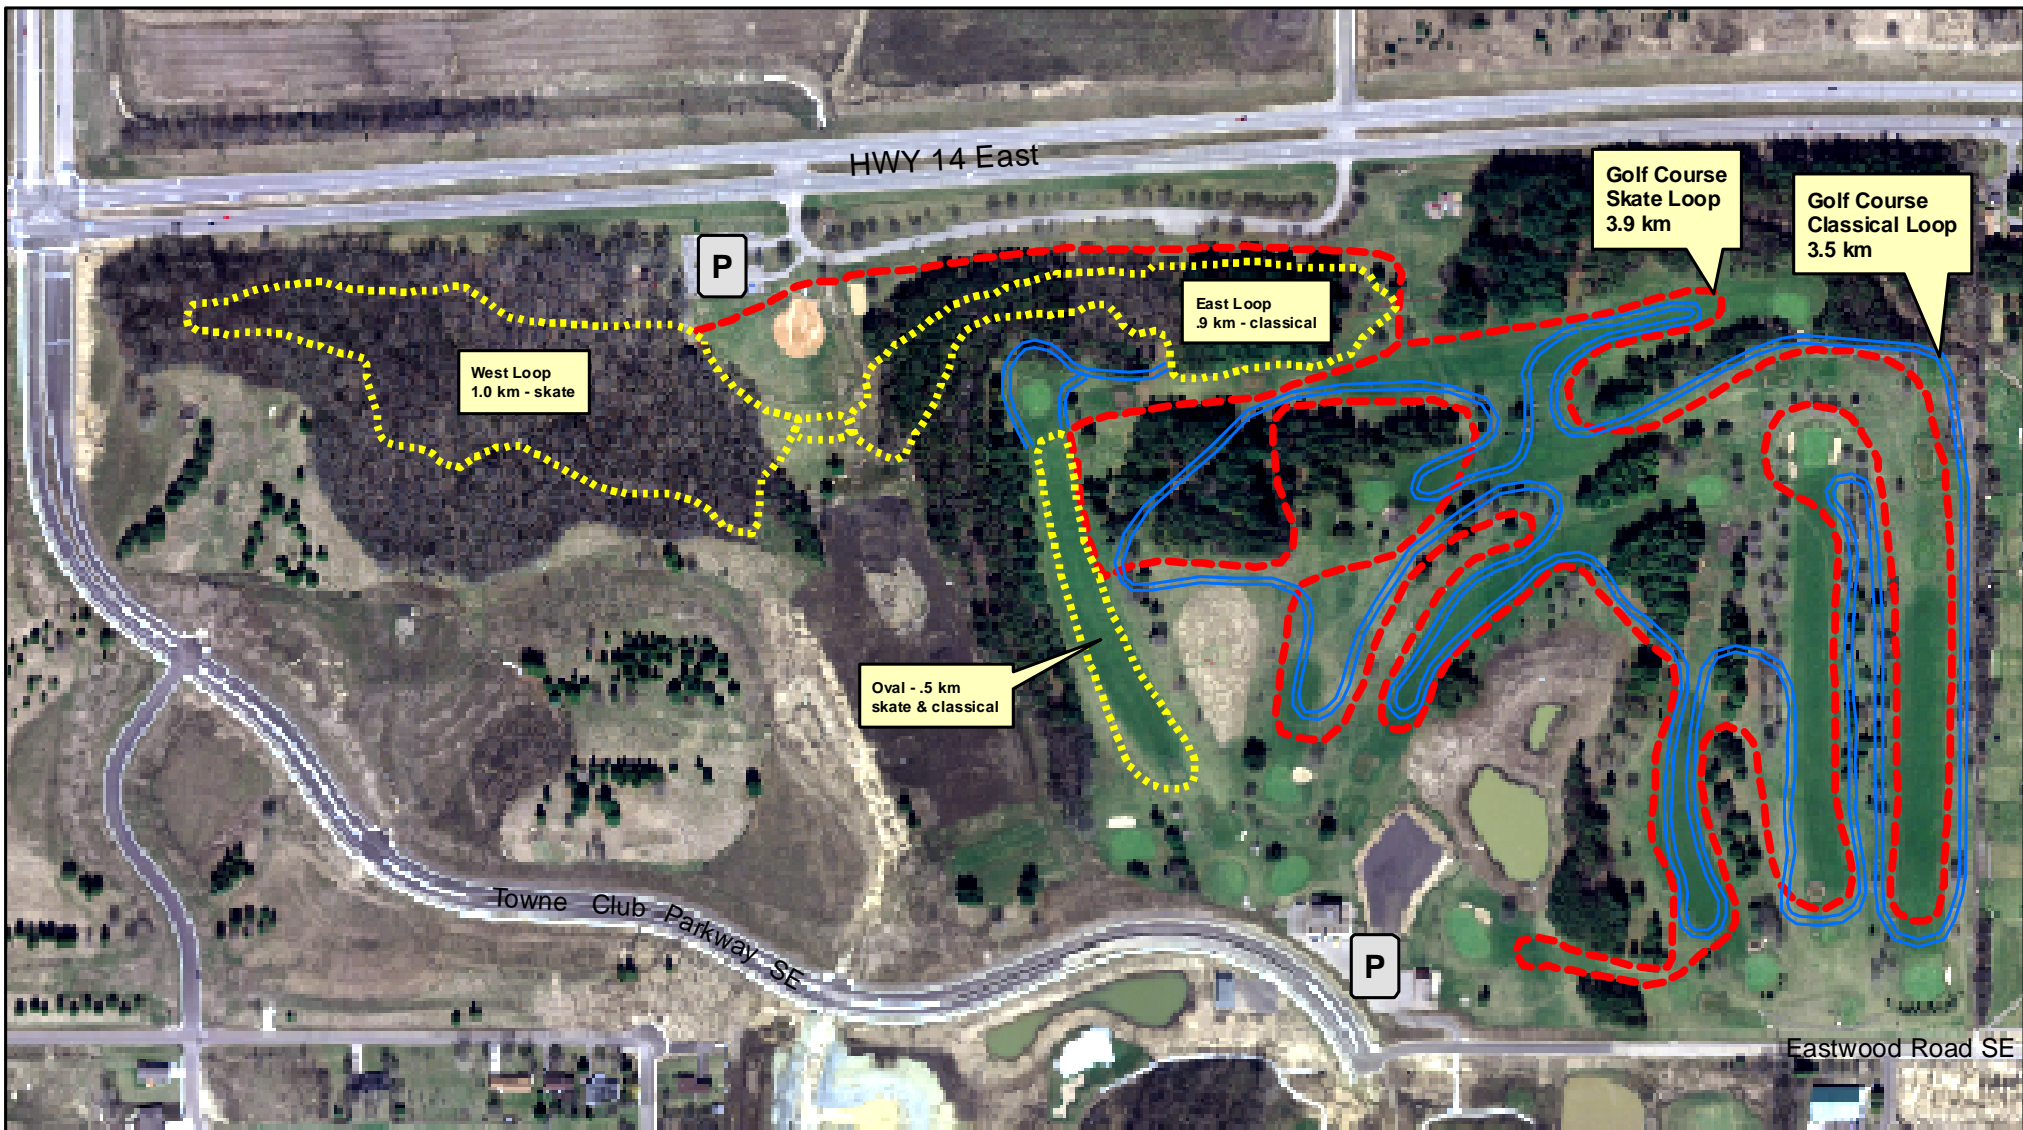 HWY 14 East
Golf Course
Skate Loop
3.9 km
Golf Course
Classical Loop
3.5 km
P
East Loop
.9 km - classical
West Loop
1.0 km - skate
Oval - .5 km
skate & classical
Towne Club Parkway SE
P
Eastwood Road SE